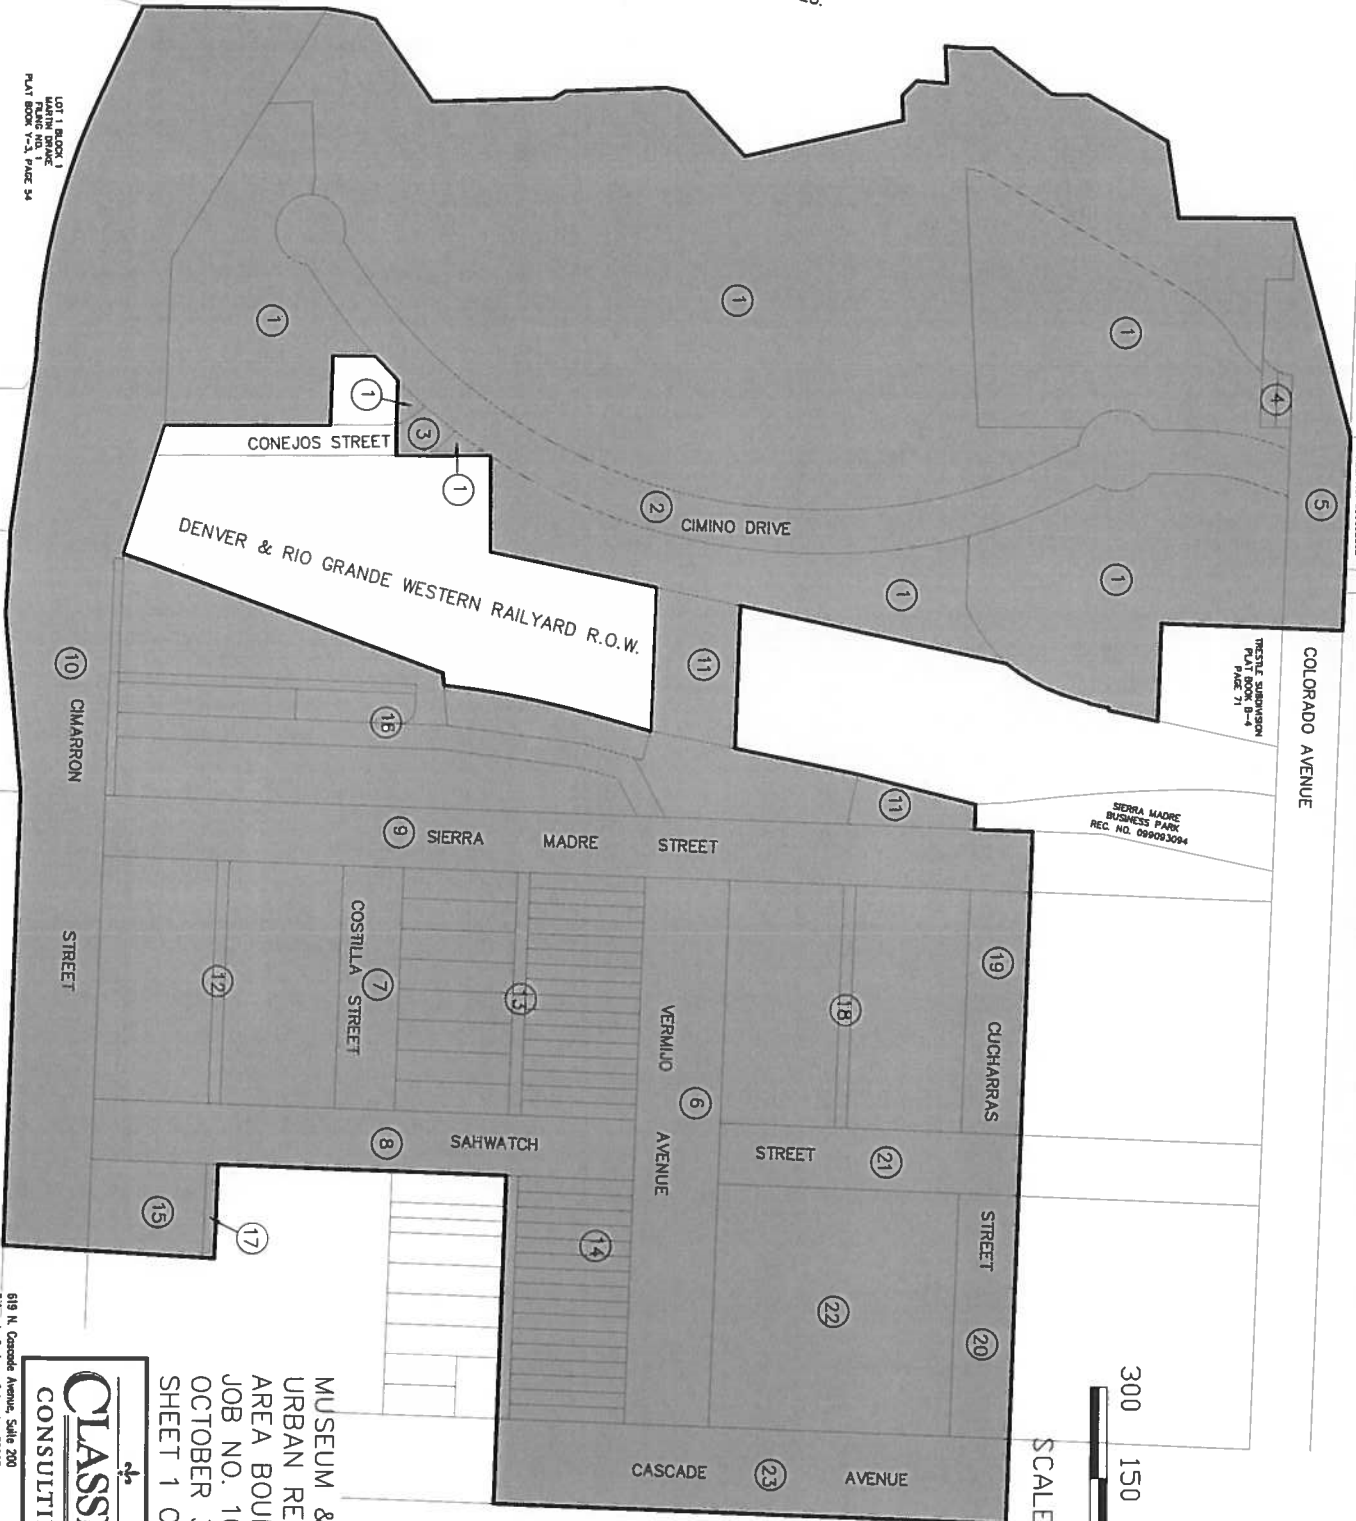 LOT 1 BLOCK 1
MARTIN DRAKE
FILING NO. 1
PLAT BOOK Y-3, PAGE 54
1
1
1
1
4
5
CONEJOS STREET
3
1
2
CIMINO DRIVE
1
1
DENVER & RIO GRANDE WESTERN RAILYARD R.O.W.
11
TRESTLE SUBDIVISION
PLAT BOOK B-4
PAGE 71
COLORADO AVENUE
10
CIMARRON
STREET
16
11
SIERRA MADRE
BUSINESS PARK
REC. NO. 099093094
9
SIERRA MADRE STREET
COSTILLA STREET
7
12
13
VERMIJO AVENUE
6
18
19
CUCHARRAS
STREET
20
8
SAHWATCH
STREET
21
15
17
14
22
CASCADE
23
AVENUE
300 150
SCALE
MUSEUM &
URBAN RE
AREA BOU
JOB NO.
OCTOBER
SHEET 1
CLASS
CONSULTI
619 N. Cascade Avenue, Suite 200